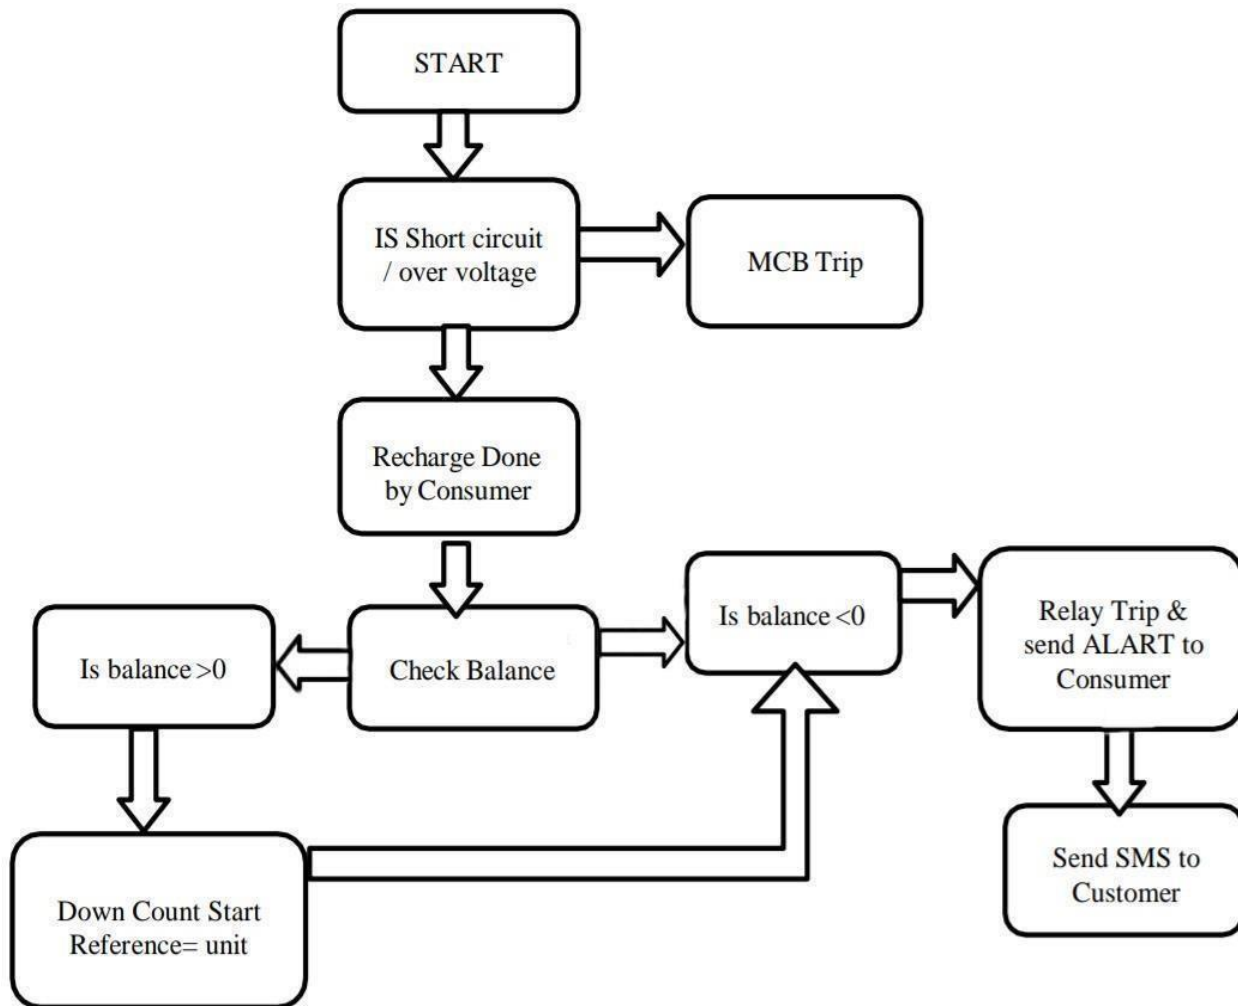 START
IS Short circuit
/ over voltage
MCB Trip
Recharge Done
by Consumer
Is balance >0
Check Balance
Is balance <0
Relay Trip &
send ALART to
Consumer
Down Count Start
Reference= unit
Send SMS to
Customer